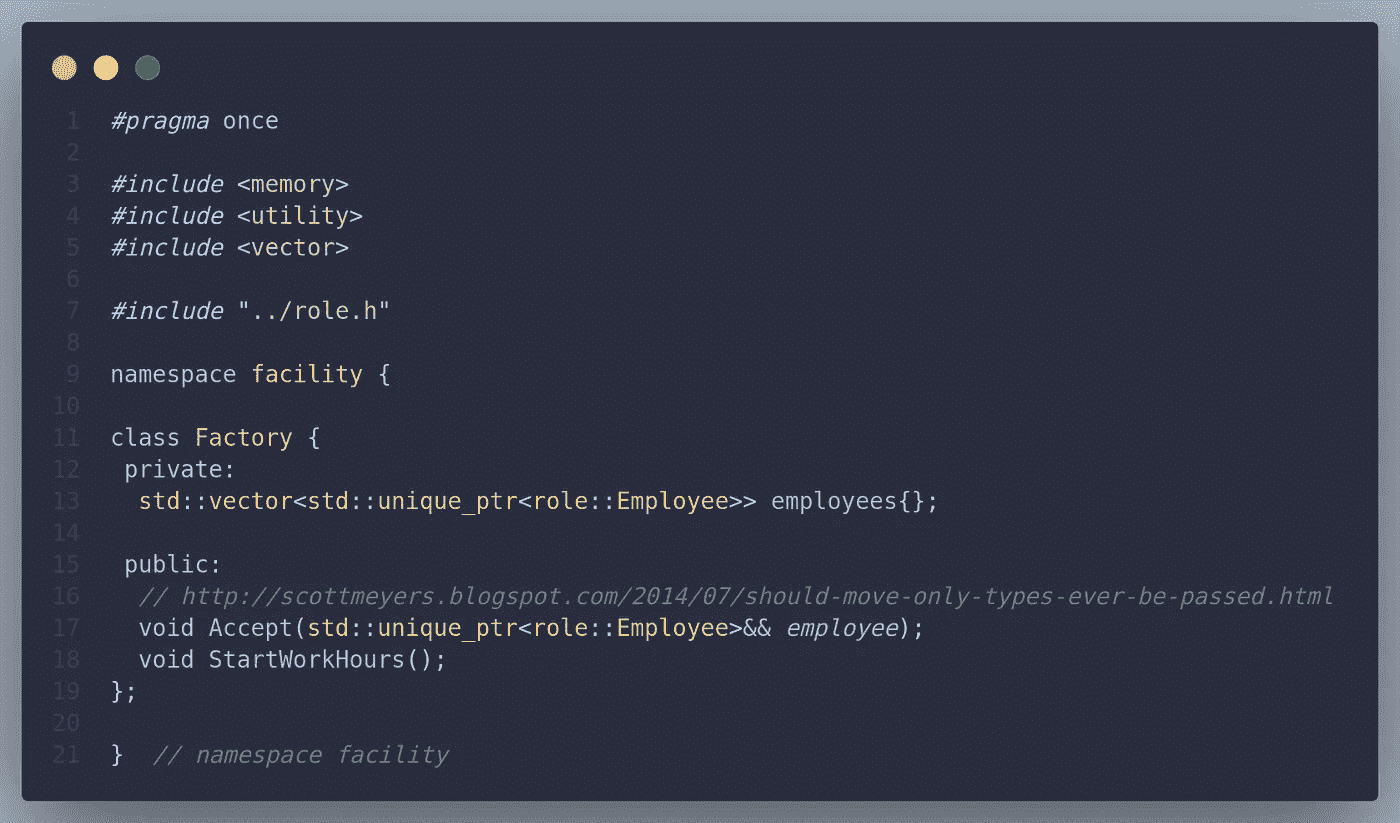 1 #pragma once
2
3 #include <memory>
4 #include <utility>
5 #include <vector>
6
7 #include "../role.h"
8
9 namespace facility {
10
11 class Factory {
12  private:
13   std::vector<std::unique_ptr<role::Employee>> employees{};
14
15  public:
16   // http://scottmeyers.blogspot.com/2014/07/should-move-only-types-ever-be-passed.html
17   void Accept(std::unique_ptr<role::Employee>&& employee);
18   void StartWorkHours();
19 };
20
21 }  // namespace facility